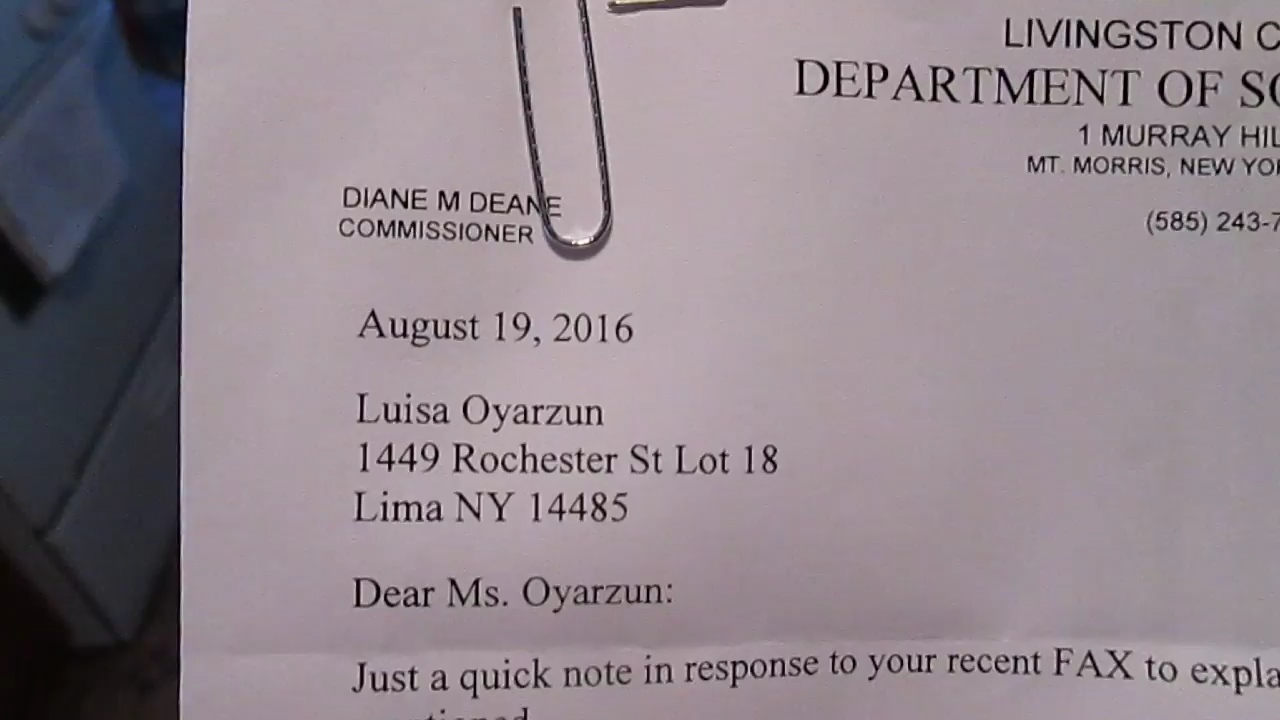 LIVINGSTON C
DEPARTMENT OF SO
1 MURRAY HIL
MT. MORRIS, NEW YOR
(585) 243-7
DIANE M DEANE
COMMISSIONER
August 19, 2016
Luisa Oyarzun
1449 Rochester St Lot 18
Lima NY 14485
Dear Ms. Oyarzun:
Just a quick note in response to your recent FAX to expla